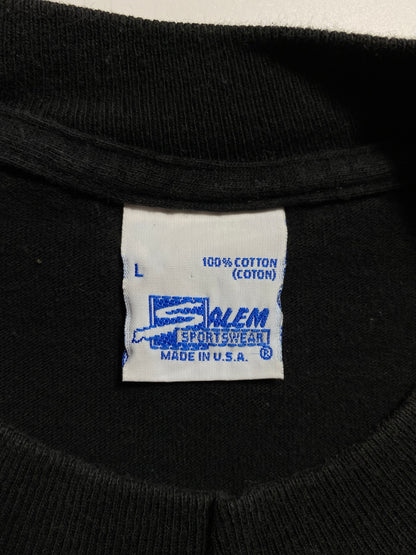 L
100% COTTON
(COTON)
SALEM
SPORTSWEAR
MADE IN U.S.A. ®